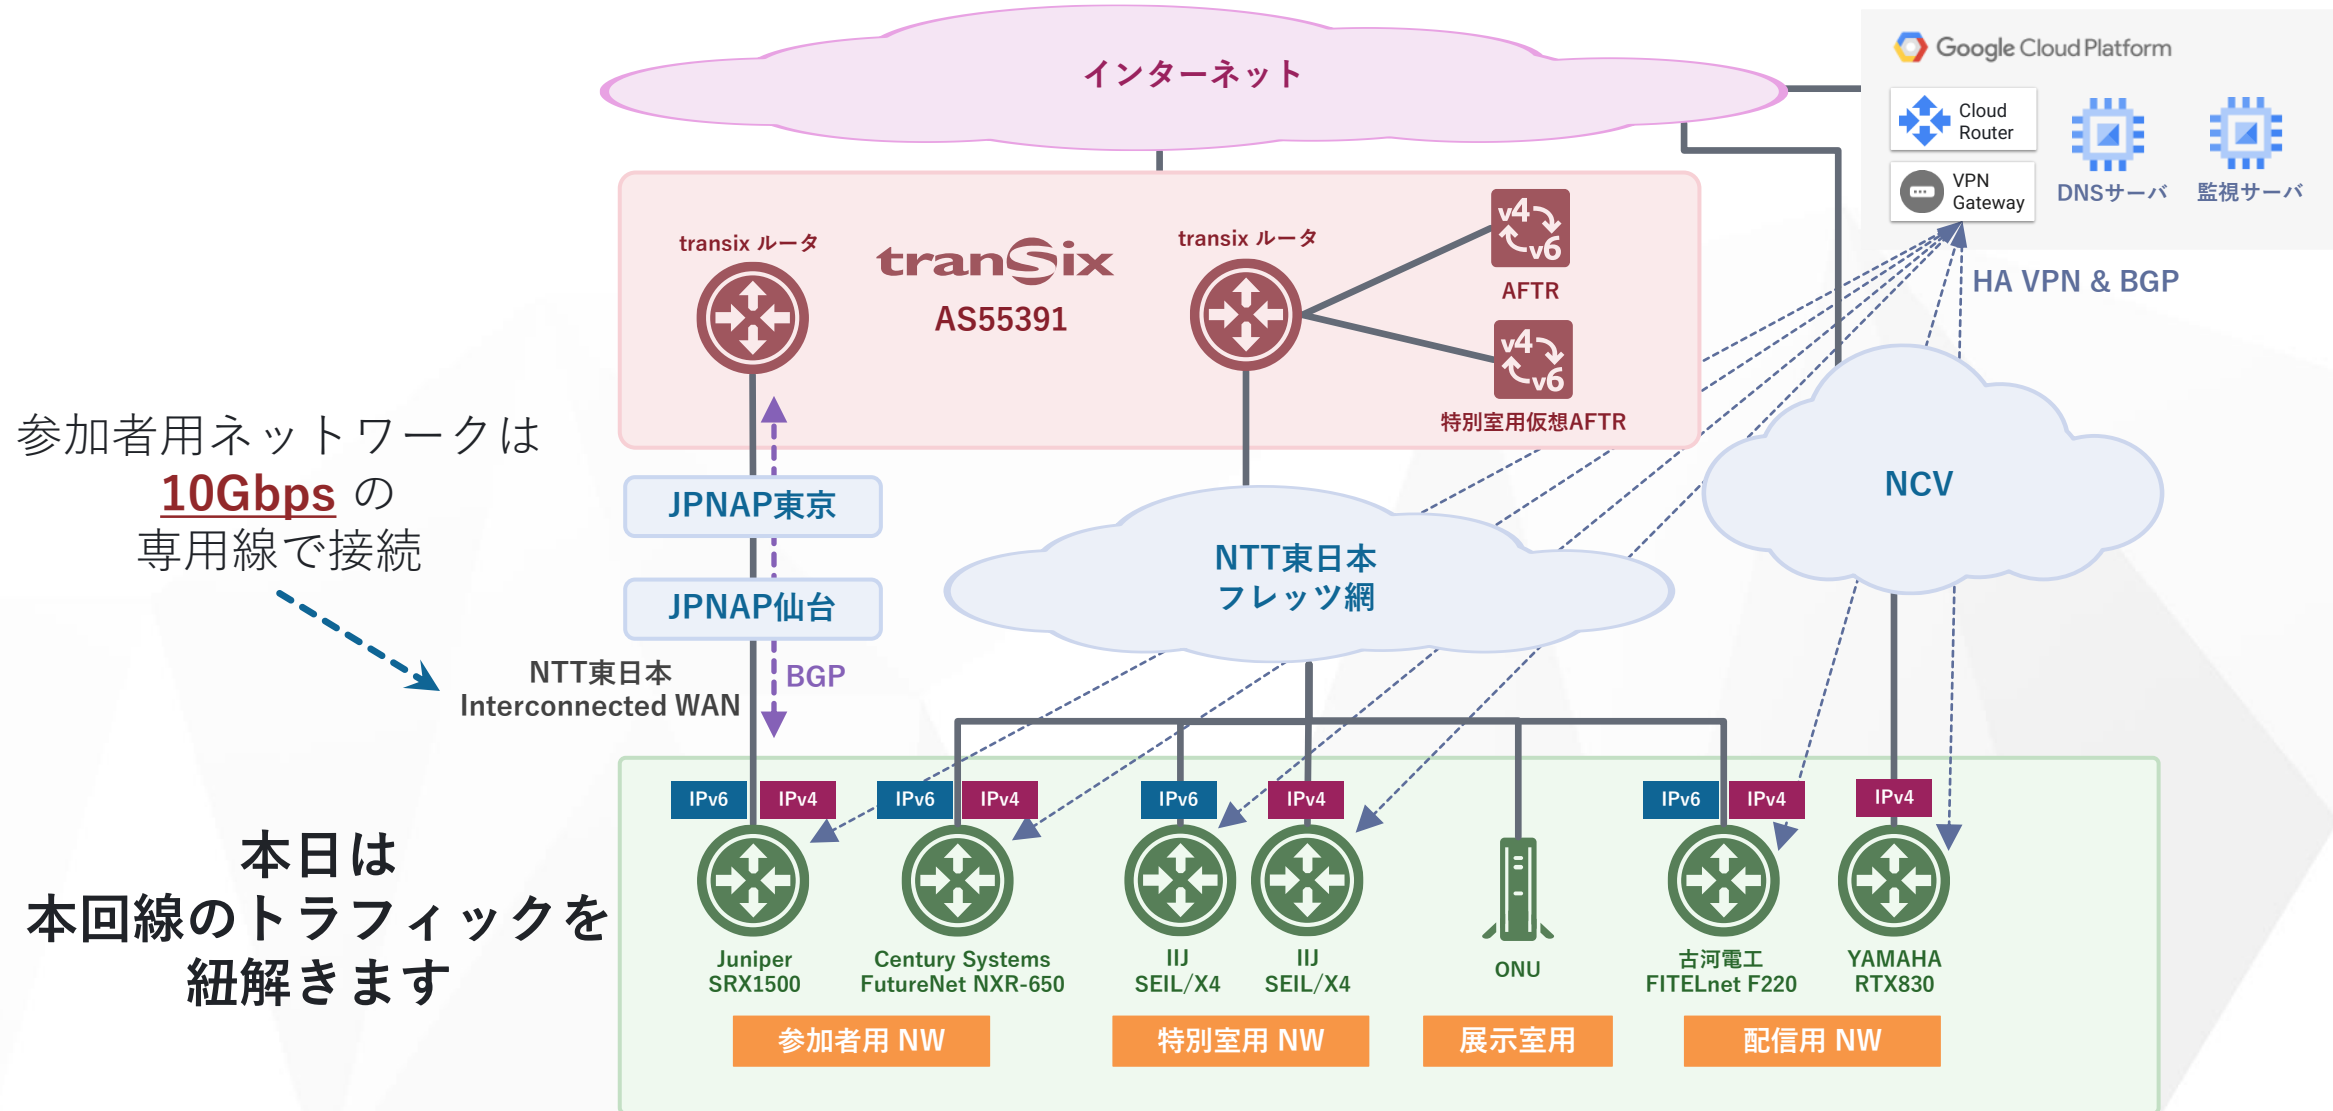 インターネット
Google Cloud Platform
Cloud
Router
VPN
Gateway
DNSサーバ
監視サーバ
HA VPN & BGP
transix ルータ
tranSix
AS55391
transix ルータ
v4
v6
AFTR
v4
v6
特別室用仮想AFTR
参加者用ネットワークは
10Gbps の
専用線で接続
JPNAP東京
JPNAP仙台
BGP
NTT東日本
Interconnected WAN
NTT東日本
フレッツ網
NCV
本日は
本回線のトラフィックを
紐解きます
IPv6
IPv4
IPv6
IPv4
IPv6
IPv4
IPv6
IPv4
IPv4
Juniper
SRX1500
Century Systems
FutureNet NXR-650
IIJ
SEIL/X4
IIJ
SEIL/X4
ONU
古河電工
FITELnet F220
YAMAHA
RTX830
参加者用 NW
特別室用 NW
展示室用
配信用 NW